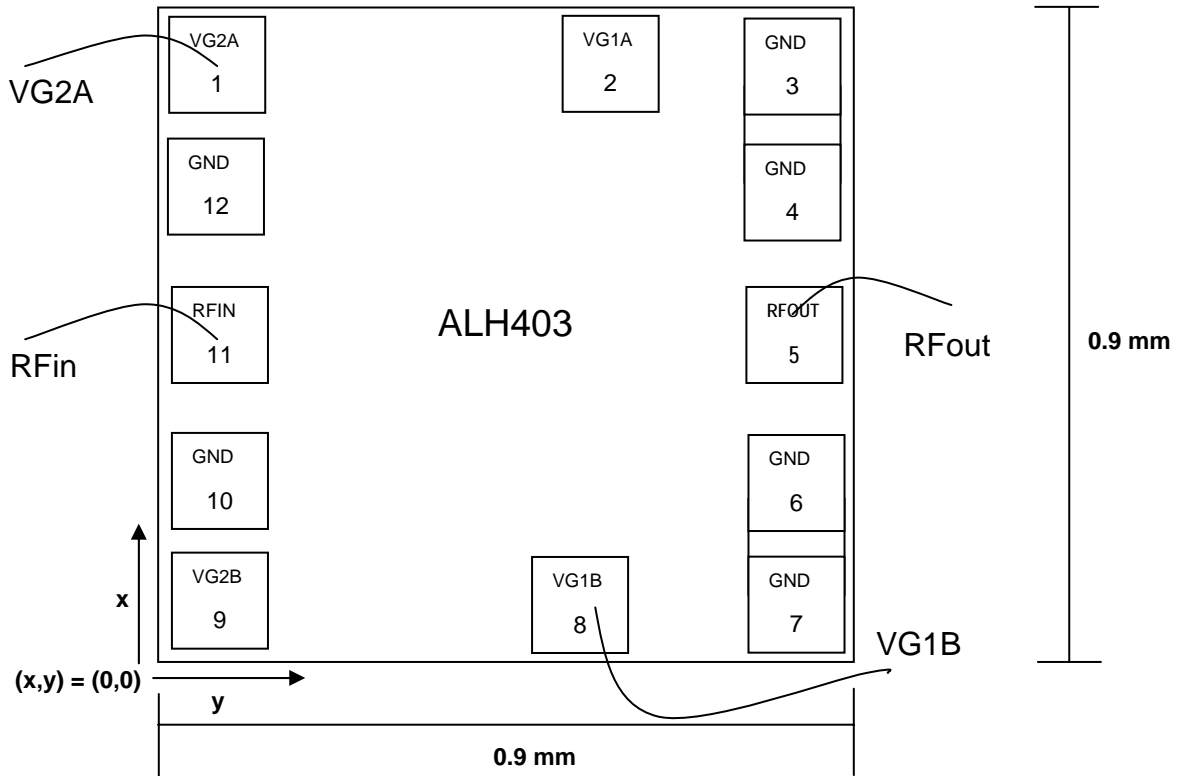 VG2A
1
VG1A
2
GND
3
VG2A
GND
12
GND
4
RFIN
11
ALH403
RFOUT
5
RFin
RFout
0.9 mm
GND
10
GND
6
VG2B
9
VG1B
8
GND
7
x
VG1B
(x,y) = (0,0)
y
0.9 mm